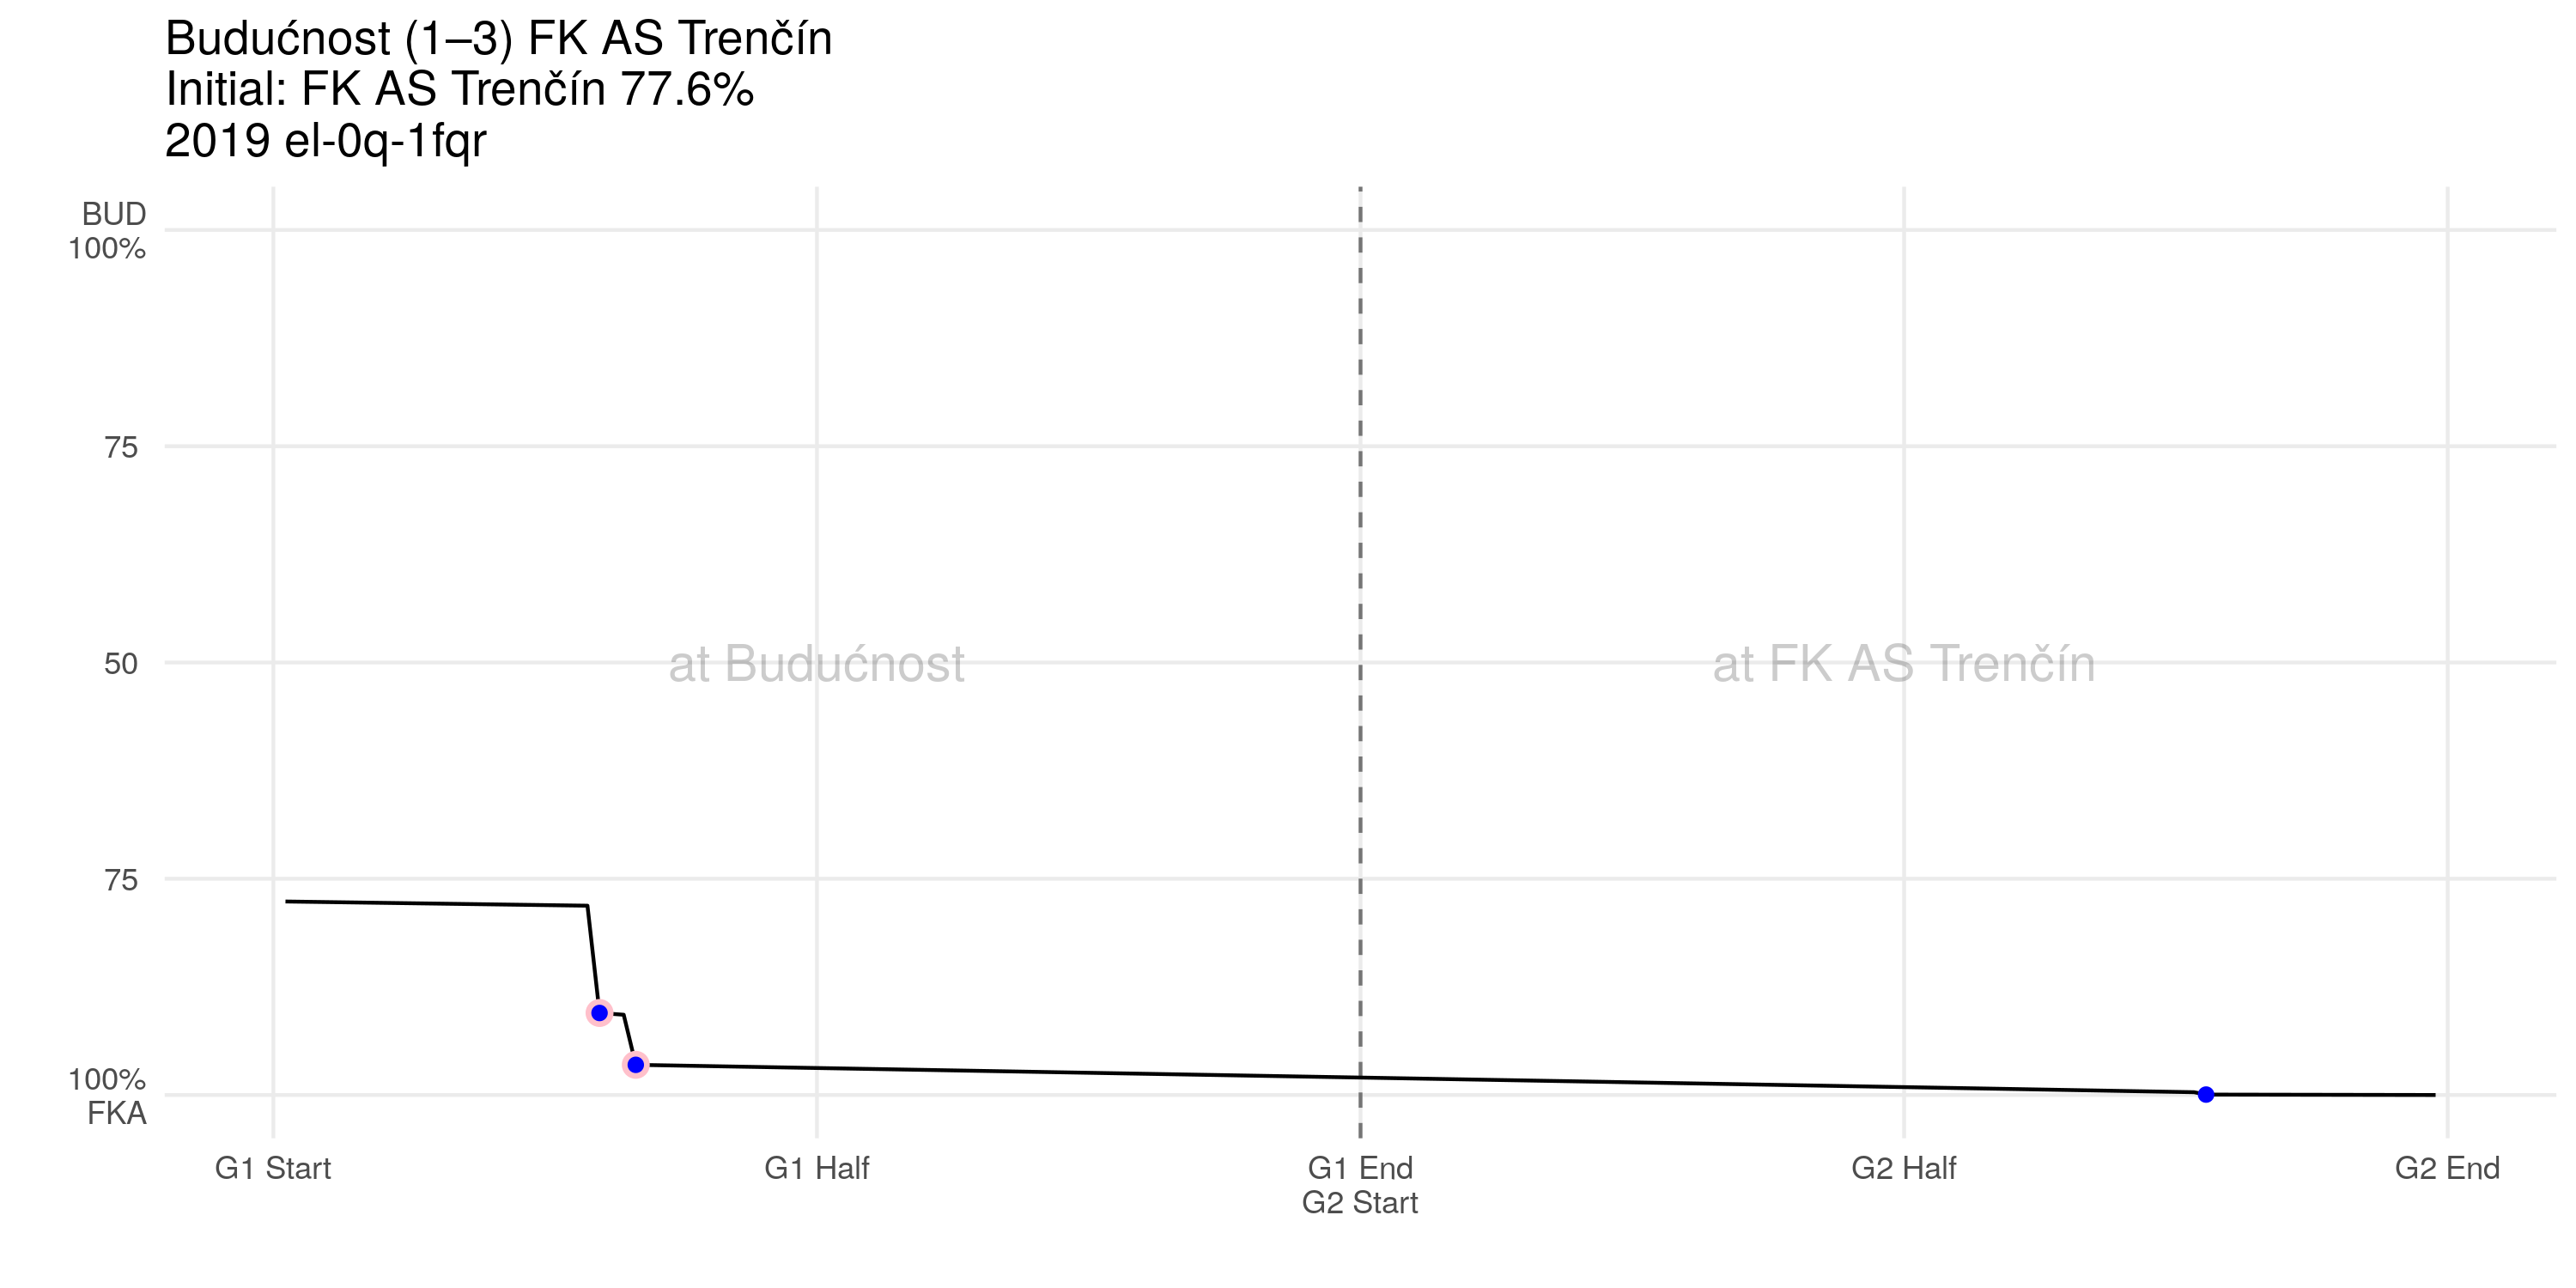 Budućnost (1–3) FK AS Trenčín
Initial: FK AS Trenčín 77.6%
2019 el-0q-1fqr
BUD
100%
75
50
75
100%
FKA
at Budućnost
at FK AS Trenčín
G1 Start
G1 Half
G1 End
G2 Start
G2 Half
G2 End